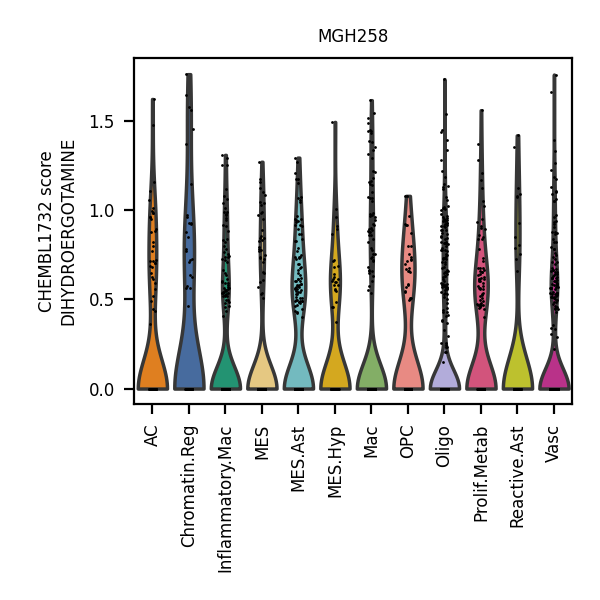 MGH258
CHEMBL1732 score
DIHYDROERGOTAMINE
1.5
1.0
0.5
0.0
AC
Chromatin.Reg
Inflammatory.Mac
MES
MES.Ast
MES.Hyp
Mac
OPC
Oligo
Prolif.Metab
Reactive.Ast
Vasc